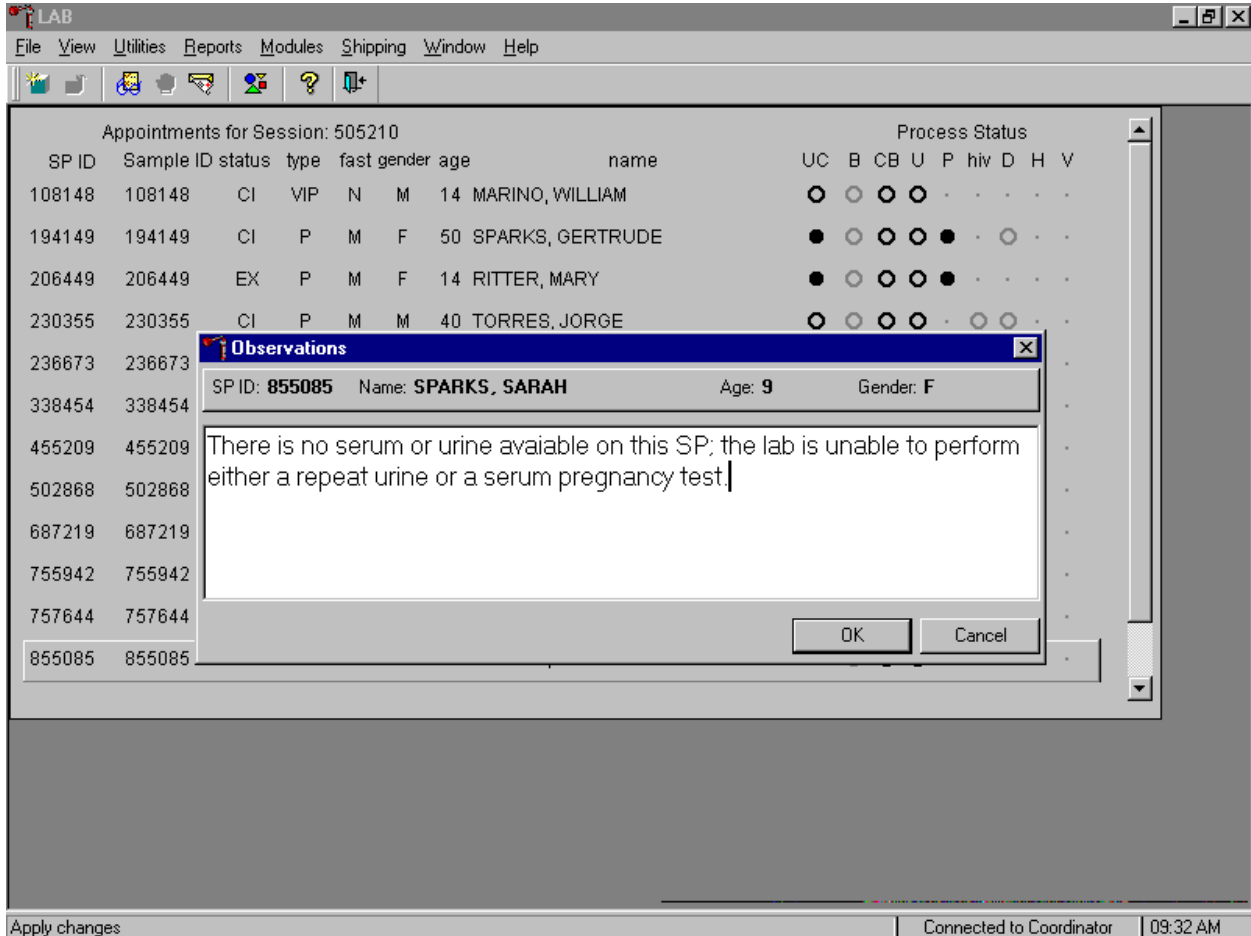 LAB
File View Utilities Reports Modules Shipping Window Help
Appointments for Session: 505210 Process Status
SP ID Sample ID status type fast gender age name UC B CB U P hiv D H V
108148 108148 CI VIP N M 14 MARINO, WILLIAM
194149 194149 CI P M F 50 SPARKS, GERTRUDE
206449 206449 EX P M F 14 RITTER, MARY
230355 230355 CI P M M 40 TORRES, JORGE
236673 236673
338454 338454
455209 455209
502868 502868
687219 687219
755942 755942
757644 757644
855085 855085
Observations
SP ID: 855085 Name: SPARKS, SARAH Age: 9 Gender: F
There is no serum or urine avaiable on this SP; the lab is unable to perform
either a repeat urine or a serum pregnancy test.
OK Cancel
Apply changes Connected to Coordinator 09:32 AM